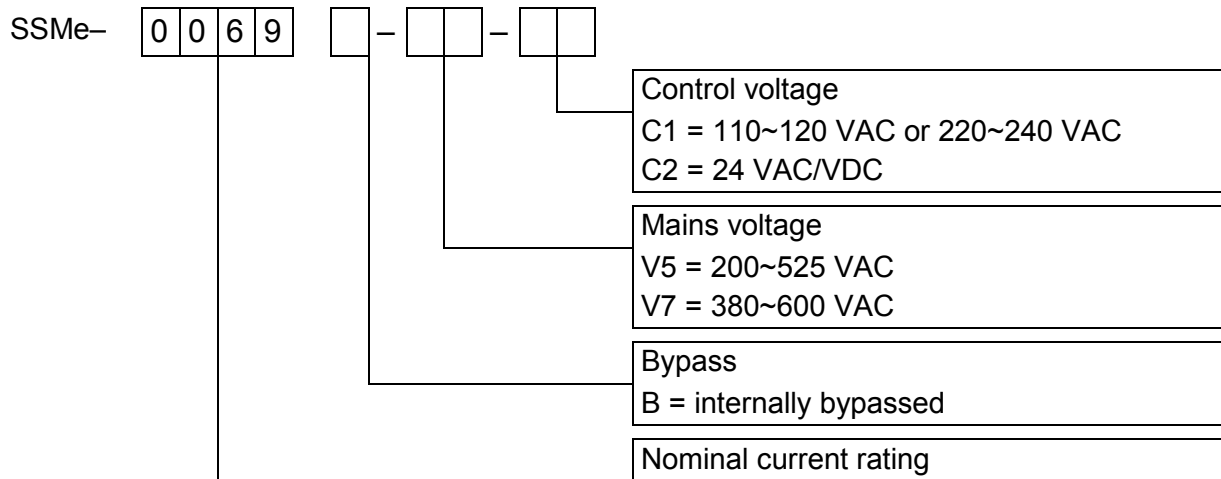 SSMe– 0 0 6 9 – –
Control voltage
C1 = 110~120 VAC or 220~240 VAC
C2 = 24 VAC/VDC
Mains voltage
V5 = 200~525 VAC
V7 = 380~600 VAC
Bypass
B = internally bypassed
Nominal current rating